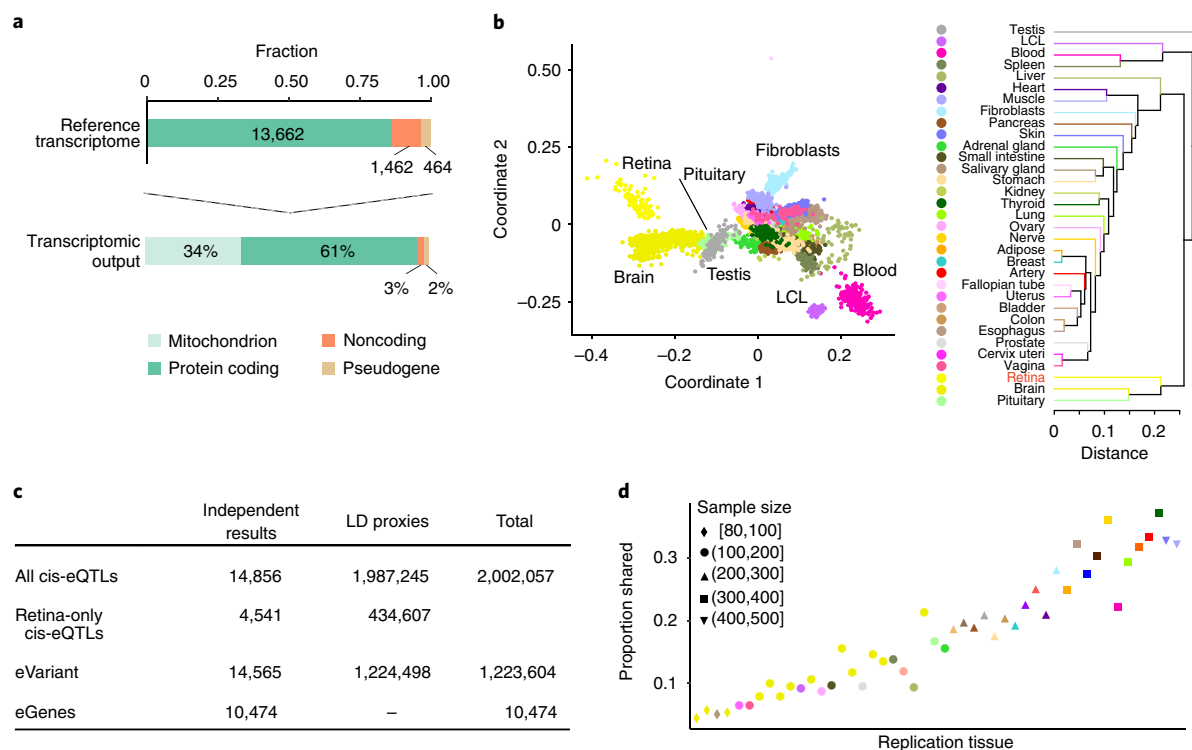 a
Fraction
0 0.25 0.50 0.75 1.00
Reference
transcriptome
13,662
1,462 464
Transcriptomic
output
34% 61%
3% 2%
Mitochondrion
Noncoding
Protein coding
Pseudogene
b
Coordinate 2
0.50
0.25
0
−0.25
−0.4 −0.2 0 0.2
Coordinate 1
Retina
Pituitary
Fibroblasts
Brain
Testis
LCL
Blood
Testis
LCL
Blood
Spleen
Liver
Heart
Muscle
Fibroblasts
Pancreas
Skin
Adrenal gland
Small intestine
Salivary gland
Stomach
Kidney
Thyroid
Lung
Ovary
Nerve
Adipose
Breast
Artery
Fallopian tube
Uterus
Bladder
Colon
Esophagus
Prostate
Cervix uteri
Vagina
Retina
Brain
Pituitary
0 0.1 0.2
Distance
c
Independent
results
LD proxies
Total
All cis-eQTLs 14,856 1,987,245 2,002,057
Retina-only
cis-eQTLs
4,541 434,607
eVariant 14,565 1,224,498 1,223,604
eGenes 10,474 – 10,474
d
Proportion shared
0.3
0.2
0.1
Sample size
[80,100]
(100,200]
(200,300]
(300,400]
(400,500]
Replication tissue